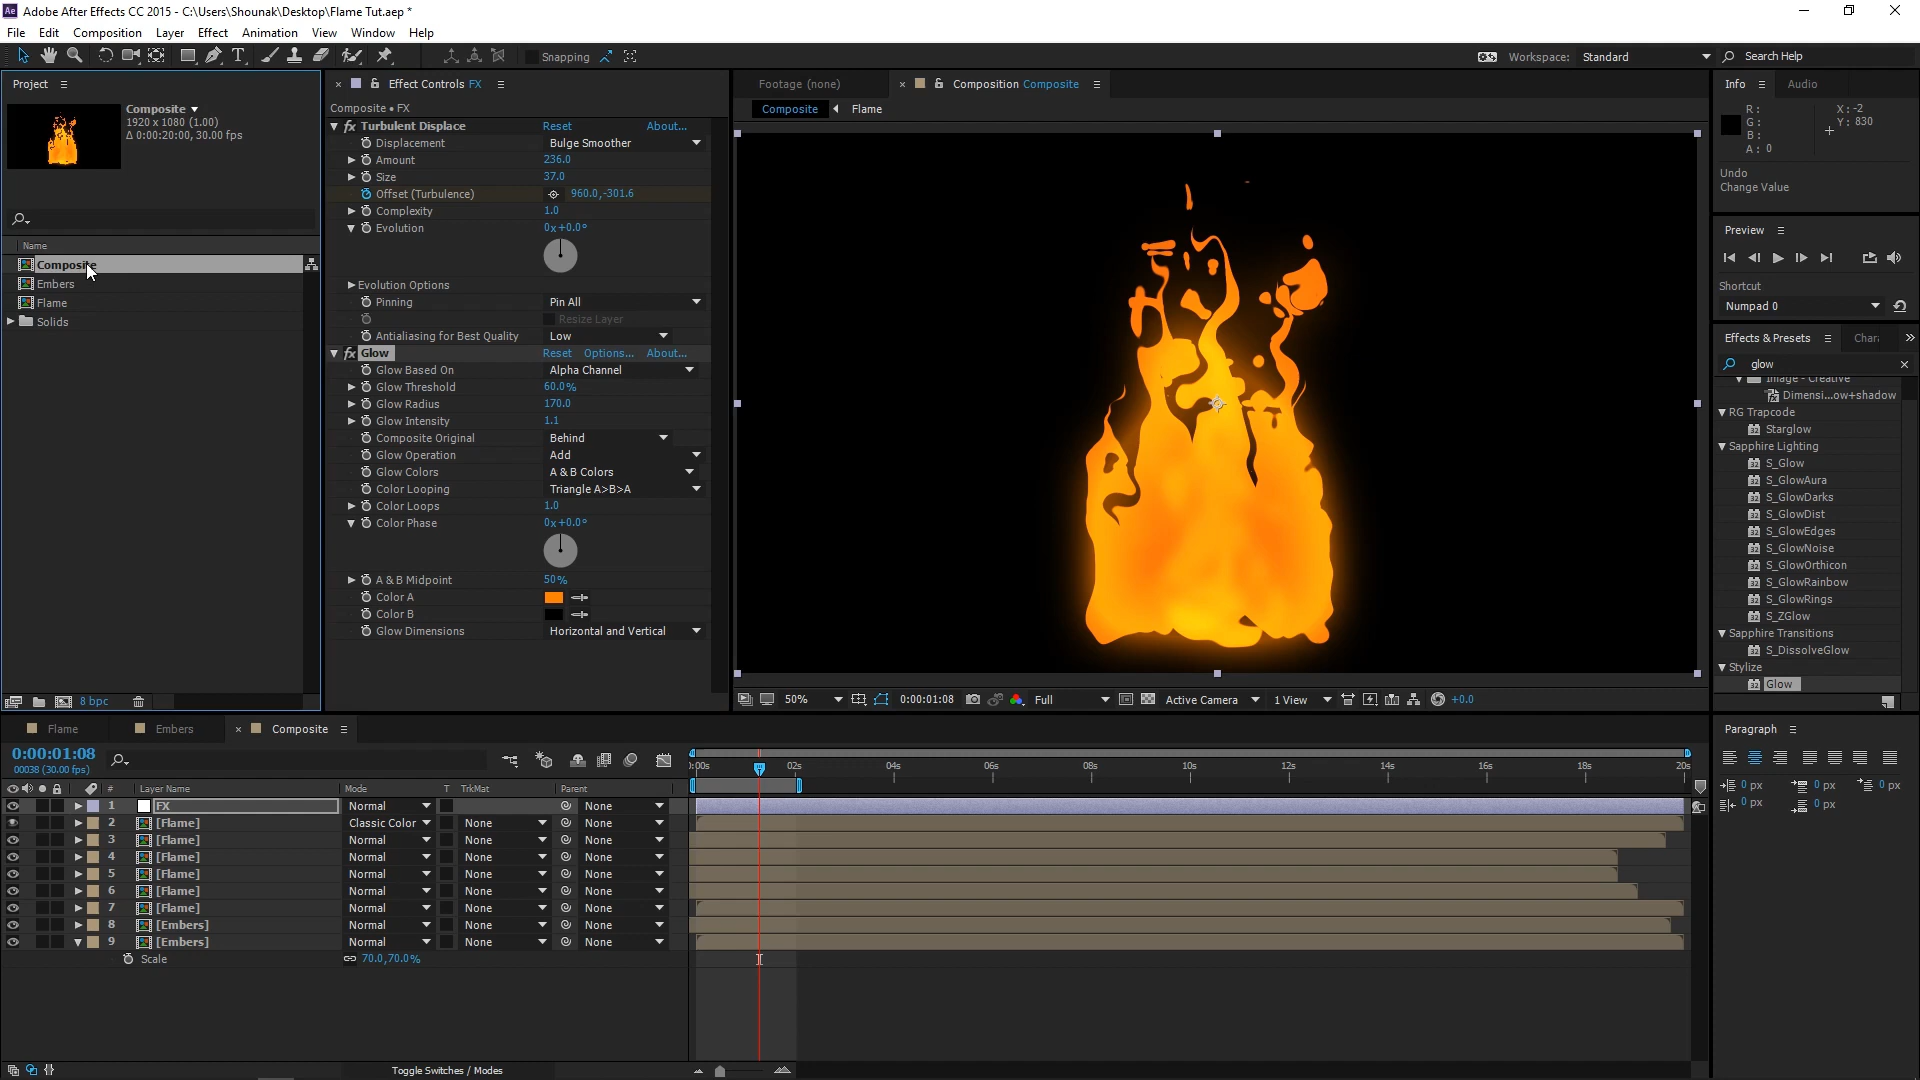 Adobe After Effects CC 2015 - C:\Users\Shounak\Desktop\Flame Tut.aep *
File Edit Composition Layer Effect Animation View Window Help
Snapping
Workspace: Standard
Search Help
Project
Composite
1920 x 1080 (1.00)
Δ 0:00:20:00, 30.00 fps
Name
Composite
Embers
Flame
Solids
8 bpc
Effect Controls FX
Composite • FX
fx Turbulent Displace Reset About...
Displacement Bulge Smoother
Amount 236.0
Size 37.0
Offset (Turbulence) 960.0,-301.6
Complexity 1.0
Evolution 0x+0.0°
Evolution Options
Pinning Pin All
Resize Layer
Antialiasing for Best Quality Low
fx Glow Reset Options... About...
Glow Based On Alpha Channel
Glow Threshold 60.0%
Glow Radius 170.0
Glow Intensity 1.1
Composite Original Behind
Glow Operation Add
Glow Colors A & B Colors
Color Looping Triangle A>B>A
Color Loops 1.0
Color Phase 0x+0.0°
A & B Midpoint 50%
Color A
Color B
Glow Dimensions Horizontal and Vertical
Footage (none)
Composition Composite
Composite Flame
50% 0:00:01:08 Full Active Camera 1 View +0.0
Info Audio
R:
G:
B:
A: 0
X: -2
Y: 830
Undo
Change Value
Preview
Shortcut
Numpad 0
Effects & Presets Chara
glow
Image - Creative
Dimensi...ow+shadow
RG Trapcode
Starglow
Sapphire Lighting
S_Glow
S_GlowAura
S_GlowDarks
S_GlowDist
S_GlowEdges
S_GlowNoise
S_GlowOrthicon
S_GlowRainbow
S_GlowRings
S_ZGlow
Sapphire Transitions
S_DissolveGlow
Stylize
Glow
Paragraph
0 px 0 px 0 px
0 px 0 px
Flame Embers Composite
0:00:01:08
00038 (30.00 fps)
# Layer Name Mode T TrkMat Parent
):00s 02s 04s 06s 08s 10s 12s 14s 16s 18s 20s
1 FX Normal None
2 [Flame] Classic Color None None
3 [Flame] Normal None None
4 [Flame] Normal None None
5 [Flame] Normal None None
6 [Flame] Normal None None
7 [Flame] Normal None None
8 [Embers] Normal None None
9 [Embers] Normal None None
Scale 70.0,70.0%
Toggle Switches / Modes